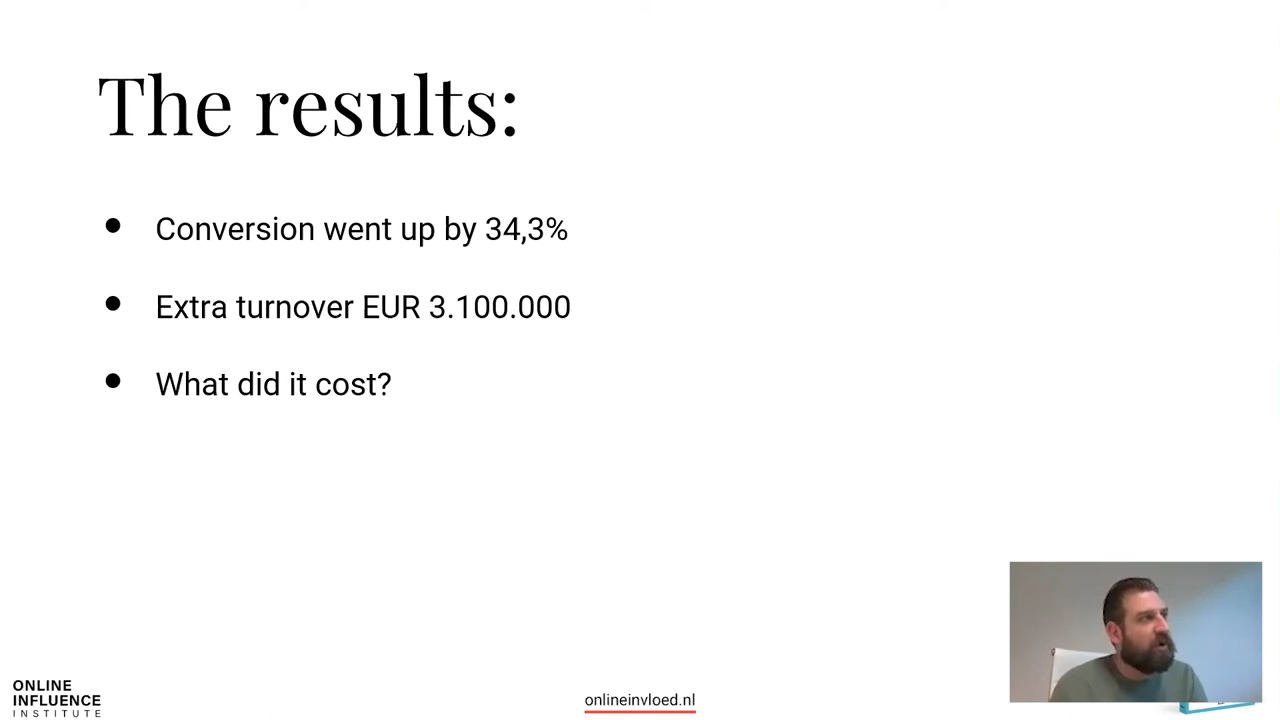 The results:
Conversion went up by 34,3%
Extra turnover EUR 3.100.000
What did it cost?
ONLINE
INFLUENCE
INSTITUTE
onlineinvloed.nl